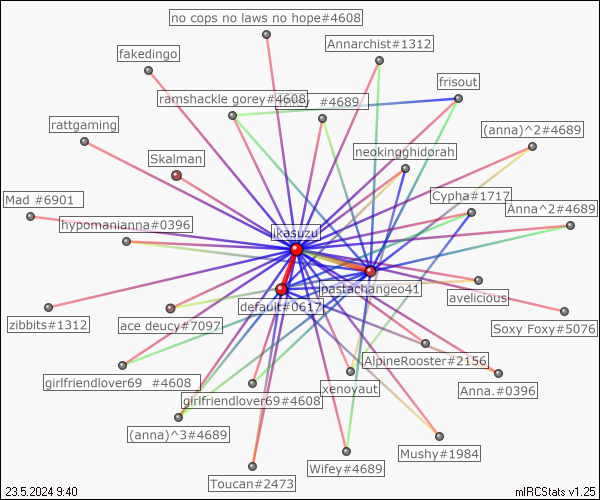 no cops no laws no hope#4608
Annarchist#1312
fakedingo
frisout
ramshackle gorey#4608
#4689
rattgaming
(anna)^2#4689
neokingghidorah
Skalman
Cypha#1717
Mad #6901
Anna^2#4689
hypomanianna#0396
ikasuzu
pastachangeo41
default#0617
avelicious
zibbits#1312
ace deucy#7097
Soxy Foxy#5076
AlpineRooster#2156
girlfriendlover69 #4608
xenoyaut
Anna.#0396
girlfriendlover69#4608
(anna)^3#4689
Mushy#1984
Wifey#4689
Toucan#2473
23.5.2024 9:40
mIRCStats v1.25